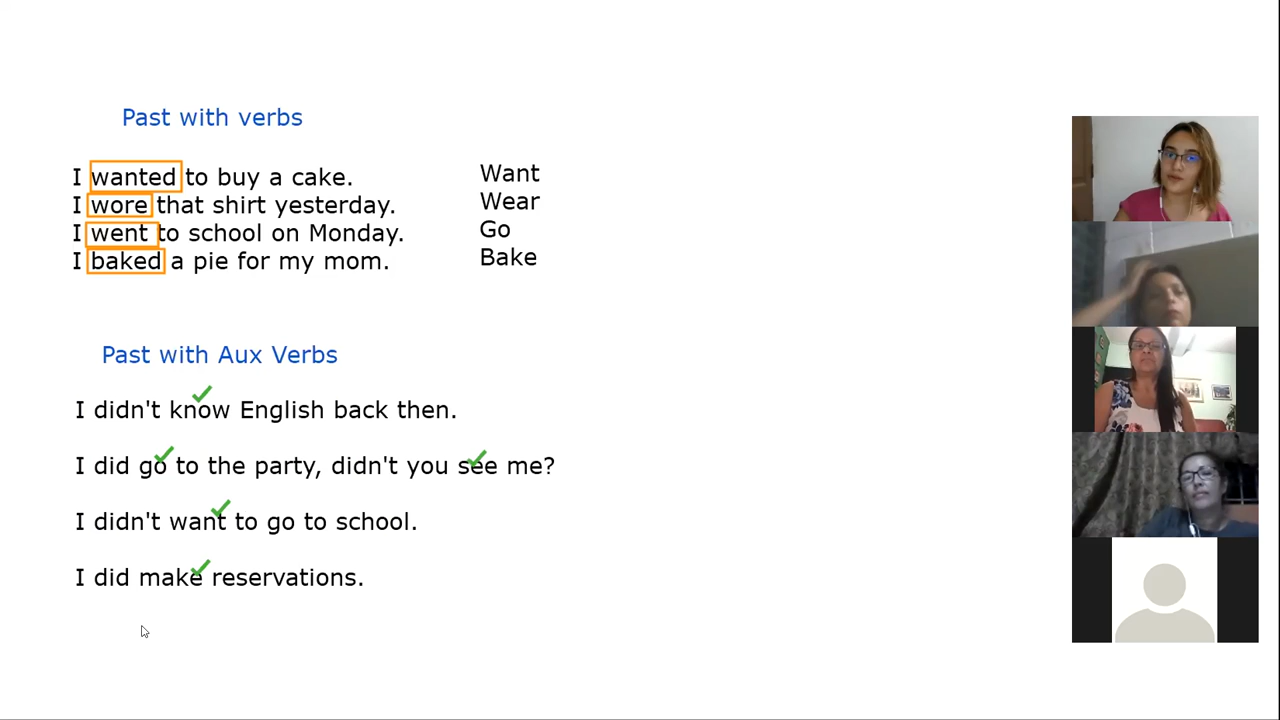 Past with verbs
I wanted to buy a cake.
I wore that shirt yesterday.
I went to school on Monday.
I baked a pie for my mom.
Want
Wear
Go
Bake
Past with Aux Verbs
I didn't know English back then.
I did go to the party, didn't you see me?
I didn't want to go to school.
I did make reservations.